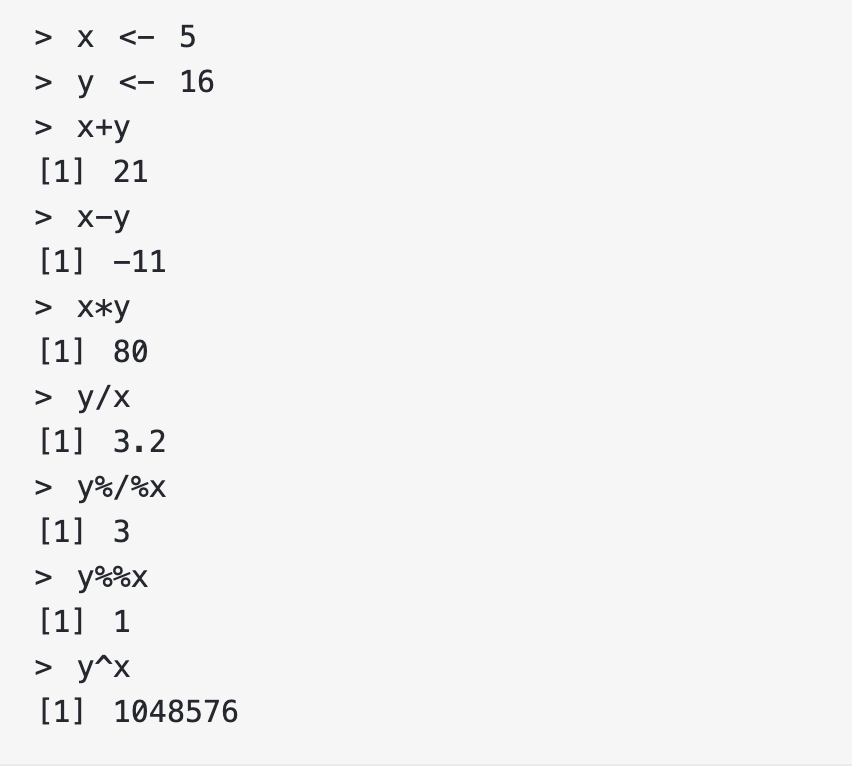 > x <- 5
> y <- 16
> x+y
[1] 21
> x-y
[1] -11
> x*y
[1] 80
> y/x
[1] 3.2
> y%/%x
[1] 3
> y%%x
[1] 1
> y^x
[1] 1048576